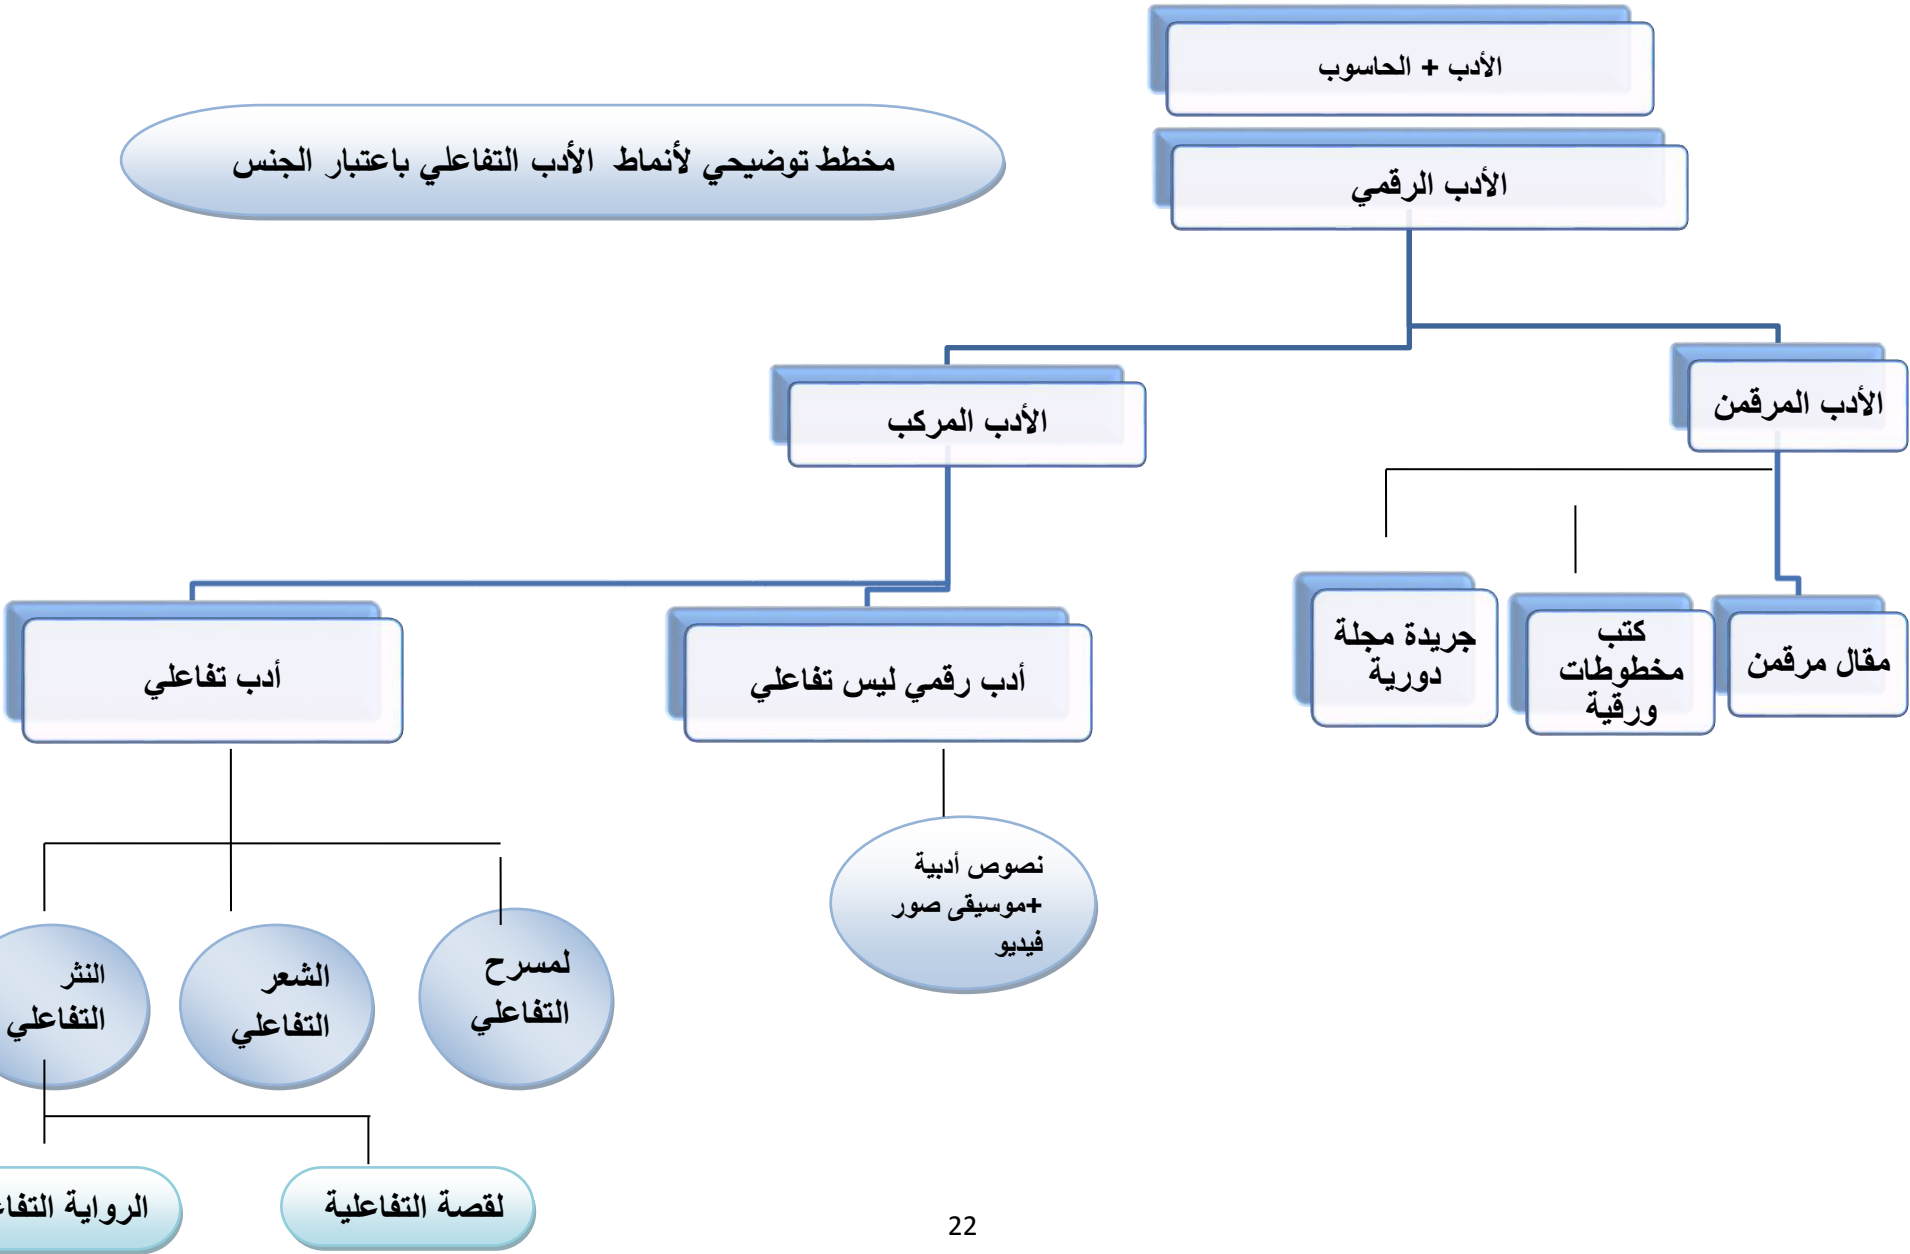 الأدب + الحاسوب
مخطط توضيحي لأنماط الأدب التفاعلي باعتبار الجنس
الأدب الرقمي
الأدب المرقمن
الأدب المركب
جريدة مجلة
دورية
كتب
مخطوطات
ورقية
مقال مرقمن
أدب رقمي ليس تفاعلي
أدب تفاعلي
نصوص أدبية
+موسيقى صور
فيديو
لمسرح
التفاعلي
الشعر
التفاعلي
النثر
التفاعلي
لقصة التفاعلية
الرواية
22